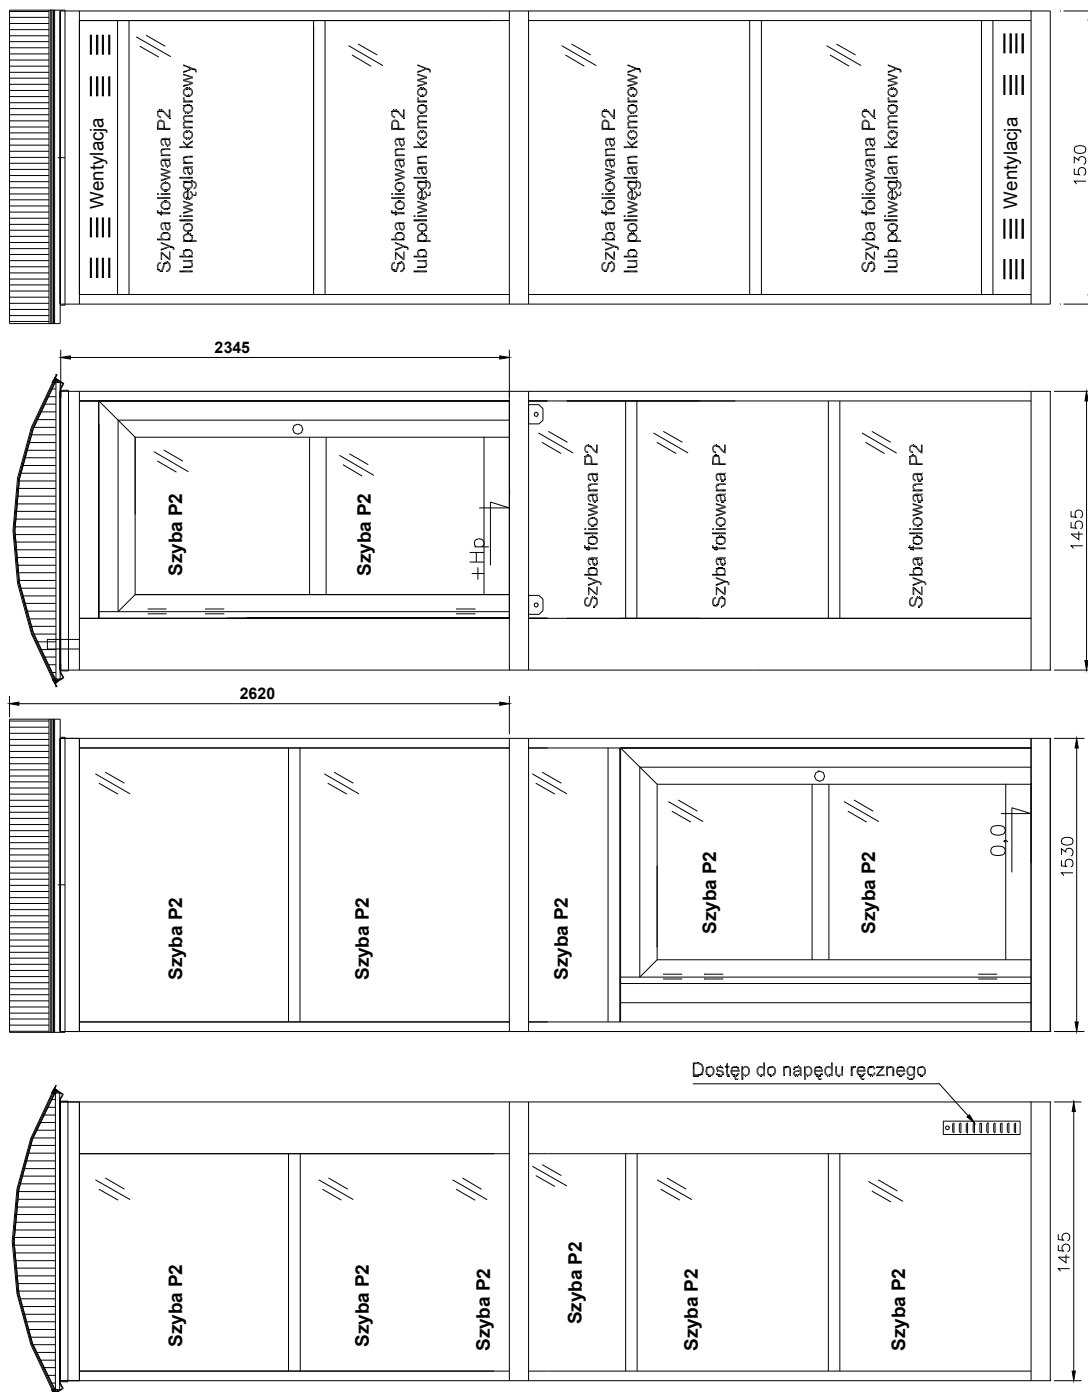 Wentylacja
Szyba foliowana P2
lub poliwęglan komorowy
Szyba foliowana P2
lub poliwęglan komorowy
Szyba foliowana P2
lub poliwęglan komorowy
Szyba foliowana P2
lub poliwęglan komorowy
Wentylacja
1530
2345
Szyba P2
Szyba P2
+Hp
Szyba foliowana P2
Szyba foliowana P2
Szyba foliowana P2
1455
2620
Szyba P2
Szyba P2
Szyba P2
Szyba P2
Szyba P2
0,0
1530
Dostęp do napędu ręcznego
Szyba P2
Szyba P2
Szyba P2
Szyba P2
Szyba P2
Szyba P2
1455